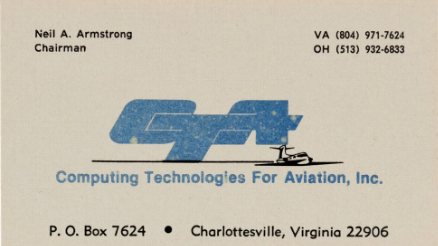 Neil A. Armstrong
Chairman
VA (804) 971-7624
OH (513) 932-6833
CTA
Computing Technologies For Aviation, Inc.
P. O. Box 7624 • Charlottesville, Virginia 22906